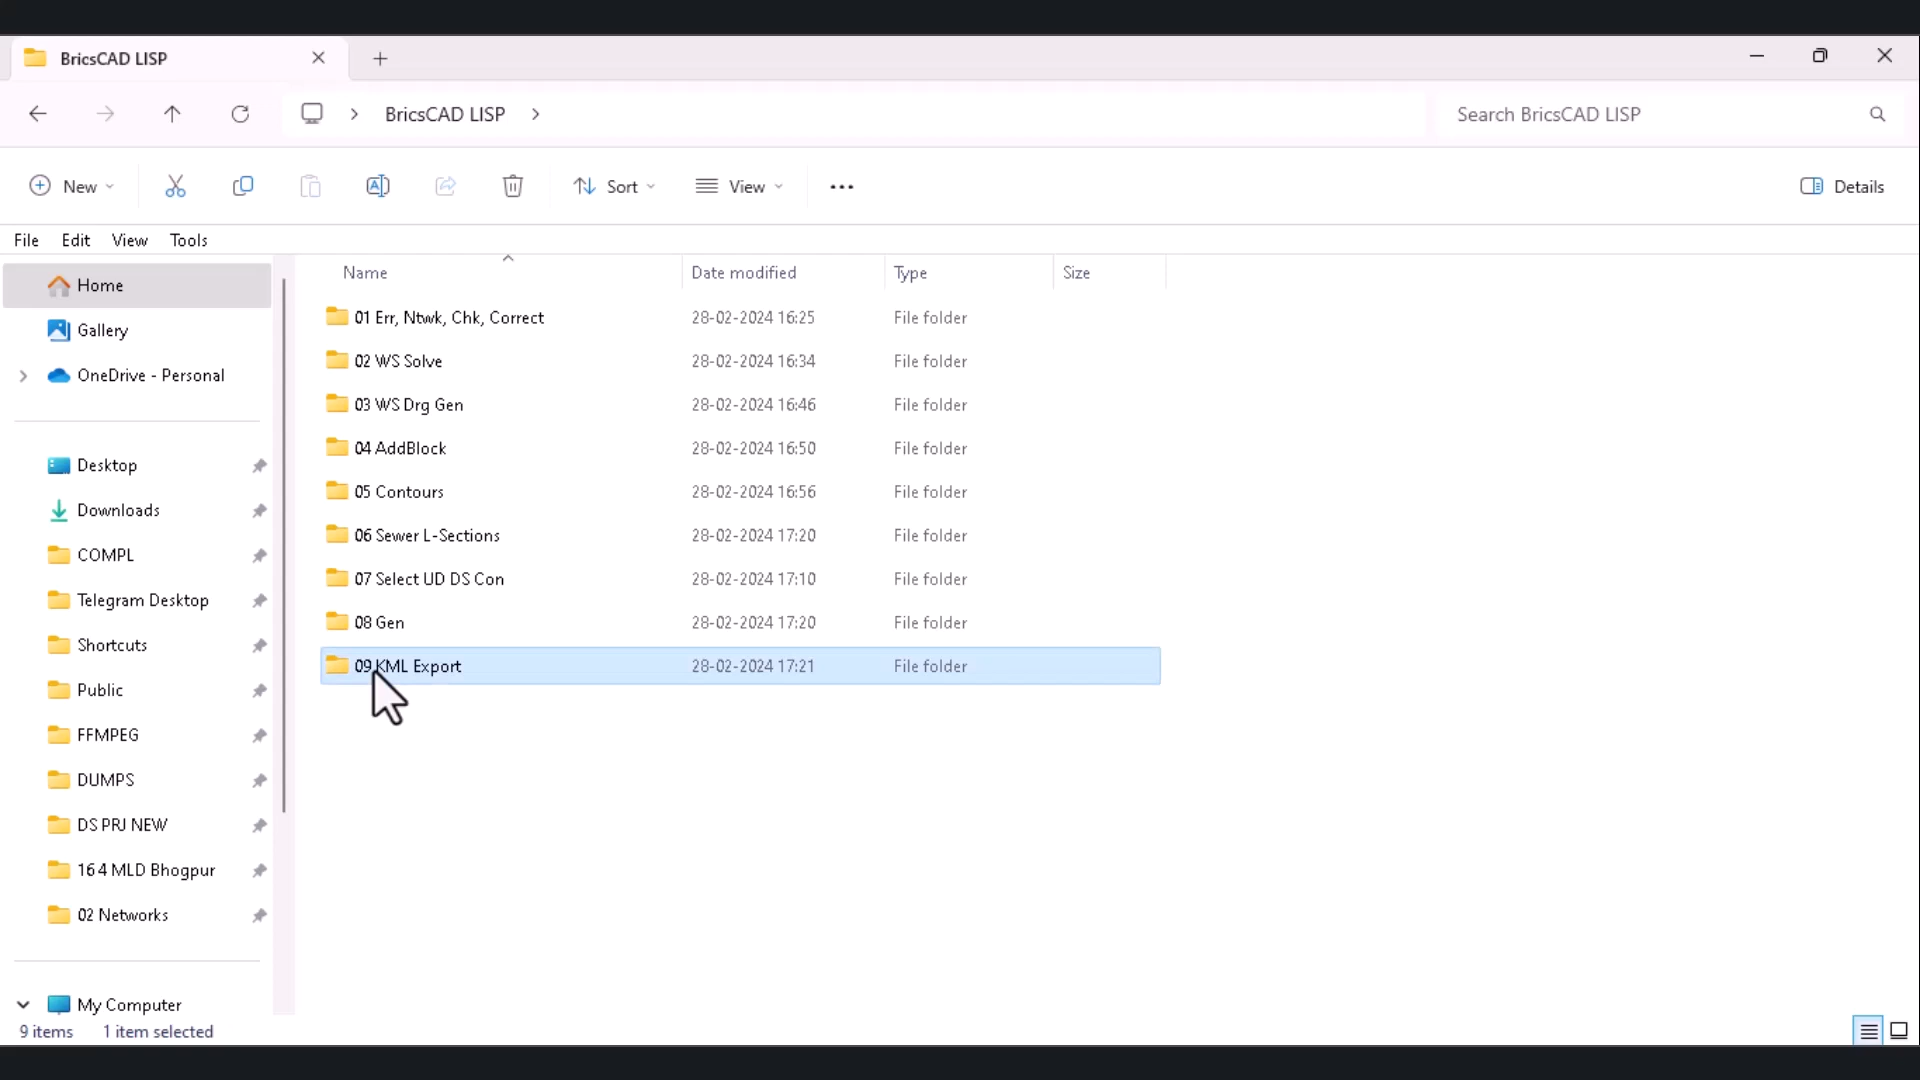 BricsCAD LISP
BricsCAD LISP
Search BricsCAD LISP
New
Sort
View
Details
File Edit View Tools
Home
Gallery
OneDrive - Personal
Desktop
Downloads
COMPL
Telegram Desktop
Shortcuts
Public
FFMPEG
DUMPS
DS PRJ NEW
16 4 MLD Bhogpur
02 Networks
My Computer
Name Date modified Type Size
01 Err, Ntwk, Chk, Correct 28-02-2024 16:25 File folder
02 WS Solve 28-02-2024 16:34 File folder
03 WS Drg Gen 28-02-2024 16:46 File folder
04 AddBlock 28-02-2024 16:50 File folder
05 Contours 28-02-2024 16:56 File folder
06 Sewer L-Sections 28-02-2024 17:20 File folder
07 Select UD DS Con 28-02-2024 17:10 File folder
08 Gen 28-02-2024 17:20 File folder
09 KML Export 28-02-2024 17:21 File folder
9 items 1 item selected